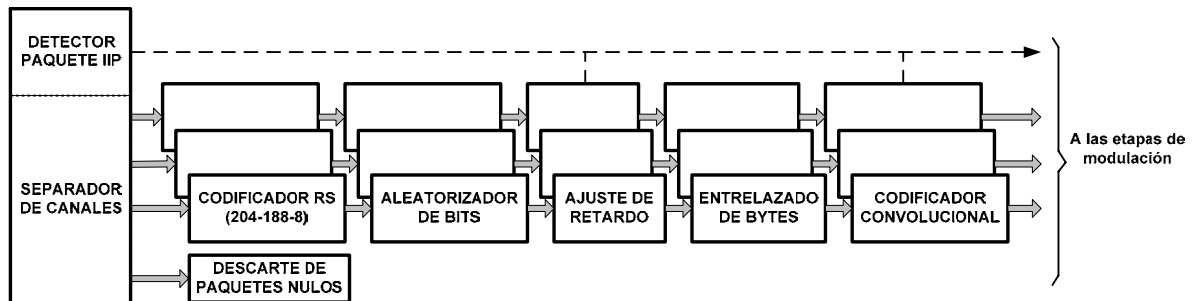 DETECTOR
PAQUETE IIP
SEPARADOR
DE CANALES
CODIFICADOR RS
(204-188-8)
ALEATORIZADOR
DE BITS
AJUSTE DE
RETARDO
ENTRELAZADO
DE BYTES
CODIFICADOR
CONVOLUCIONAL
DESCARTE DE
PAQUETES NULOS
A las etapas de
modulación